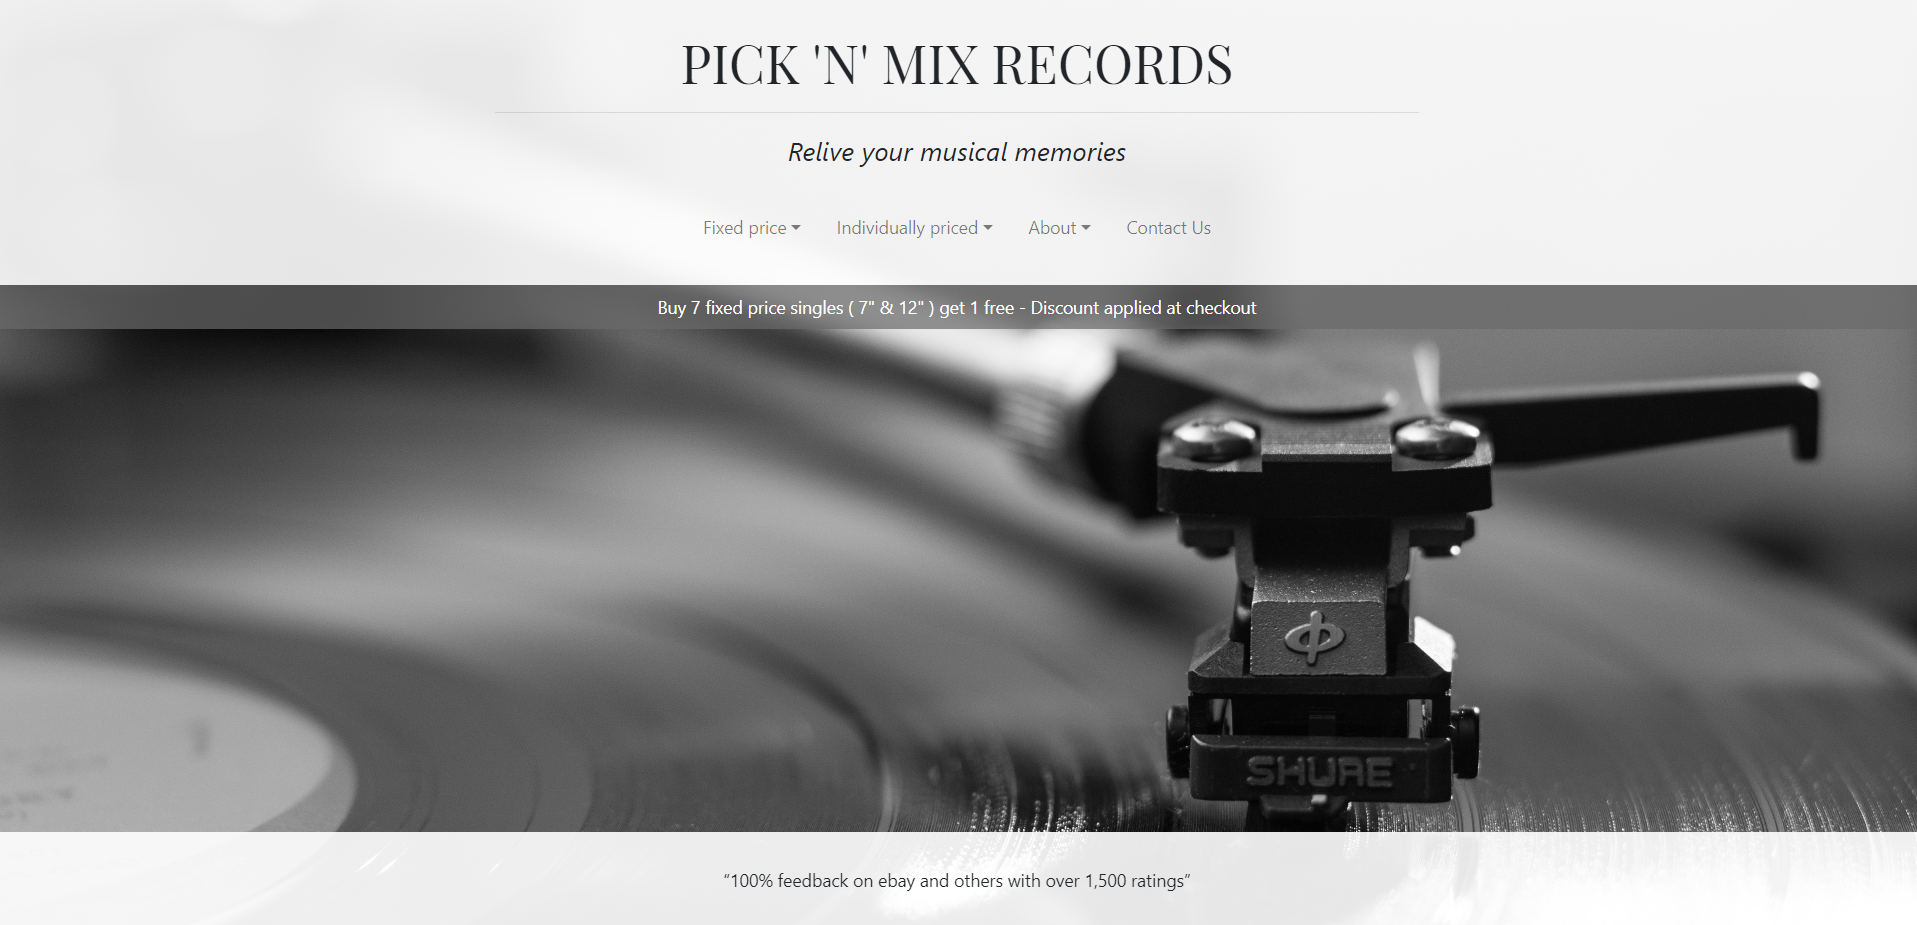 PICK 'N' MIX RECORDS
Relive your musical memories
Fixed price Individually priced About Contact Us
Buy 7 fixed price singles ( 7" & 12" ) get 1 free - Discount applied at checkout
SHURE
“100% feedback on ebay and others with over 1,500 ratings”